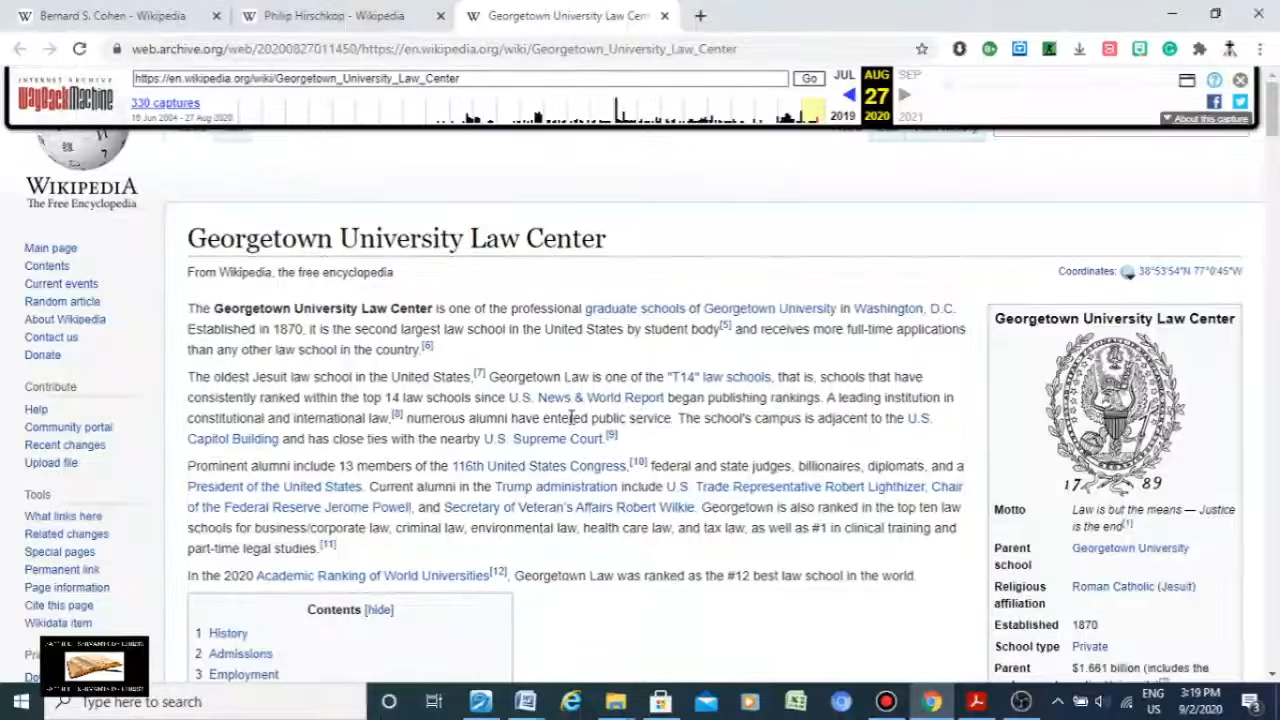 Bernard S. Cohen - Wikipedia
Philip Hirschkop - Wikipedia
Georgetown University Law Cen
web.archive.org/web/20200827011450/https://en.wikipedia.org/wiki/Georgetown_University_Law_Center
INTERNET ARCHIVE
WayBackMachine
https://en.wikipedia.org/wiki/Georgetown_University_Law_Center
Go
JUL
AUG
SEP
330 captures
27
16 Jun 2004 - 27 Aug 2020
2019
2020
2021
About this capture
WIKIPEDIA
The Free Encyclopedia
Main page
Contents
Current events
Random article
About Wikipedia
Contact us
Donate
Contribute
Help
Community portal
Recent changes
Upload file
Tools
What links here
Related changes
Special pages
Permanent link
Page information
Cite this page
Wikidata item
Georgetown University Law Center
From Wikipedia, the free encyclopedia
Coordinates: 38°53′54″N 77°0′45″W
The Georgetown University Law Center is one of the professional graduate schools of Georgetown University in Washington, D.C.
Established in 1870, it is the second largest law school in the United States by student body[5] and receives more full-time applications
than any other law school in the country.[6]
The oldest Jesuit law school in the United States,[7] Georgetown Law is one of the "T14" law schools, that is, schools that have
consistently ranked within the top 14 law schools since U.S. News & World Report began publishing rankings. A leading institution in
constitutional and international law,[8] numerous alumni have entered public service. The school's campus is adjacent to the U.S.
Capitol Building and has close ties with the nearby U.S. Supreme Court.[9]
Prominent alumni include 13 members of the 116th United States Congress,[10] federal and state judges, billionaires, diplomats, and a
President of the United States. Current alumni in the Trump administration include U.S. Trade Representative Robert Lighthizer, Chair
of the Federal Reserve Jerome Powell, and Secretary of Veteran's Affairs Robert Wilkie. Georgetown is also ranked in the top ten law
schools for business/corporate law, criminal law, environmental law, health care law, and tax law, as well as #1 in clinical training and
part-time legal studies.[11]
In the 2020 Academic Ranking of World Universities[12], Georgetown Law was ranked as the #12 best law school in the world.
Contents [hide]
1 History
2 Admissions
3 Employment
Georgetown University Law Center
17 89
Motto
Law is but the means — Justice
is the end[1]
Parent
school
Georgetown University
Religious
affiliation
Roman Catholic (Jesuit)
Established
1870
School type
Private
Parent
$1.661 billion (includes the
Type here to search
ENG
US
3:19 PM
9/2/2020
3